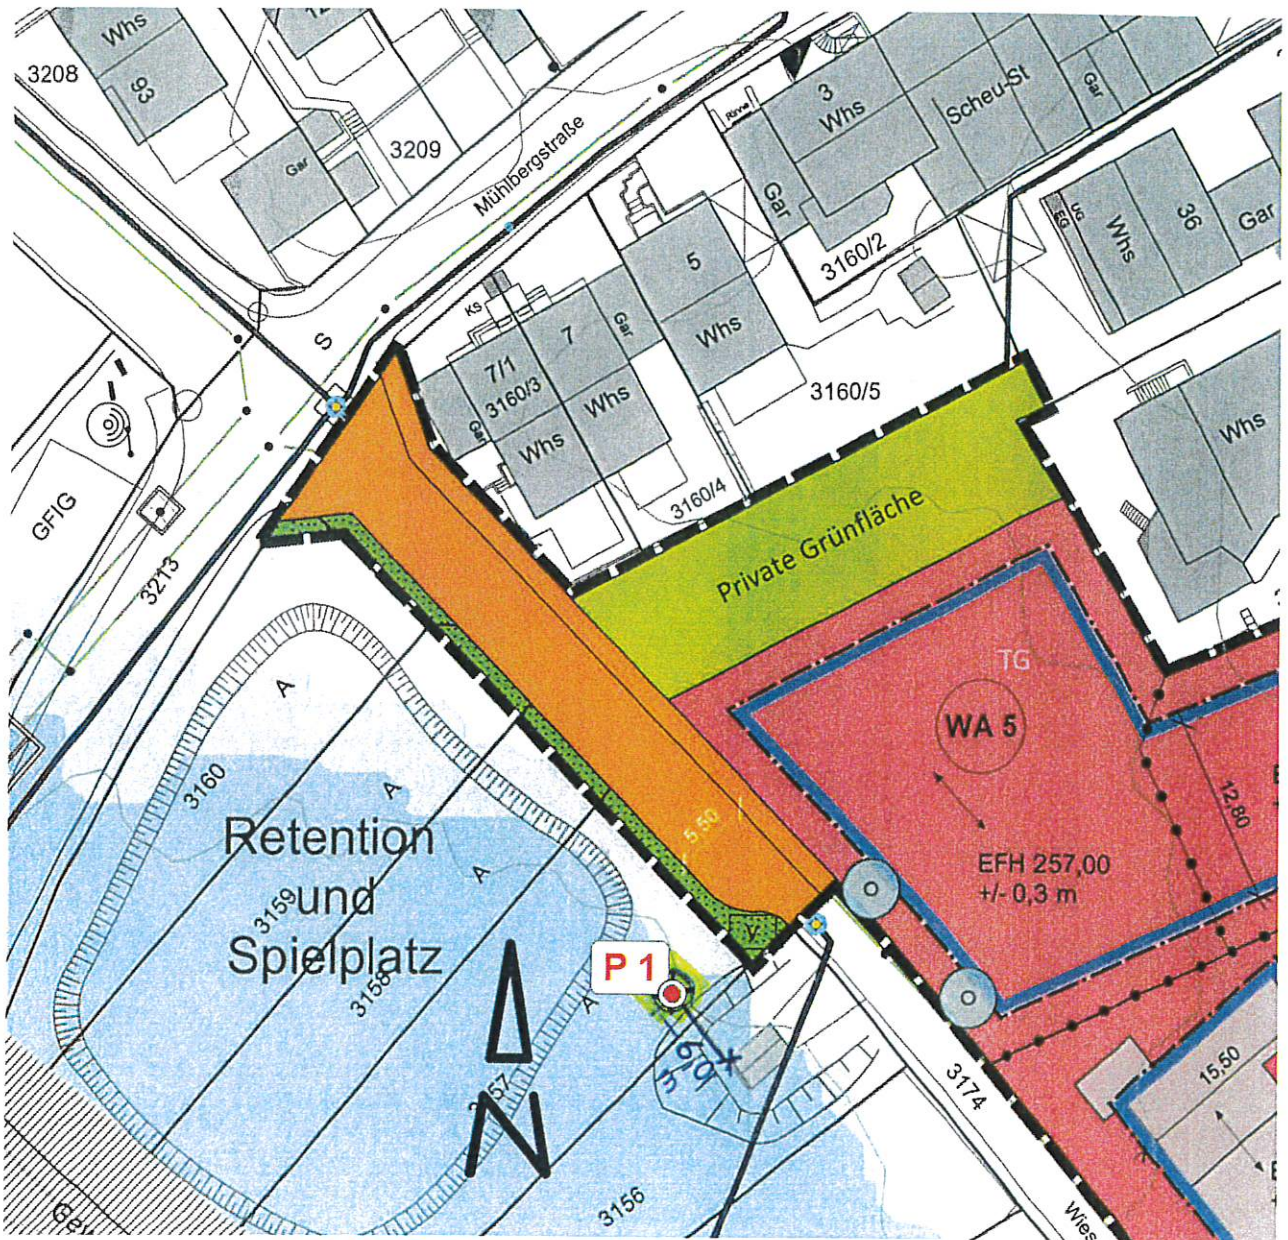 Whs
12
3208
93
3
Whs
Scheu-St
Gar
Rinne
Gar
3209
Mühlbergstraße
Gar
UG
EG
Whs
36
Gar
3160/2
5
KS
S
7
Gar
Whs
7/1
3160/3
Whs
3160/5
Gar
Whs
Whs
3160/4
GFIG
Private Grünfläche
3213
TG
A
WA 5
3160
A
12,80
5,50
Retention
und
Spielplatz
A
EFH 257,00
+/- 0,3 m
3159
V
P 1
3158
A
15,50
3157
3174
N
3156
Wies
Gew